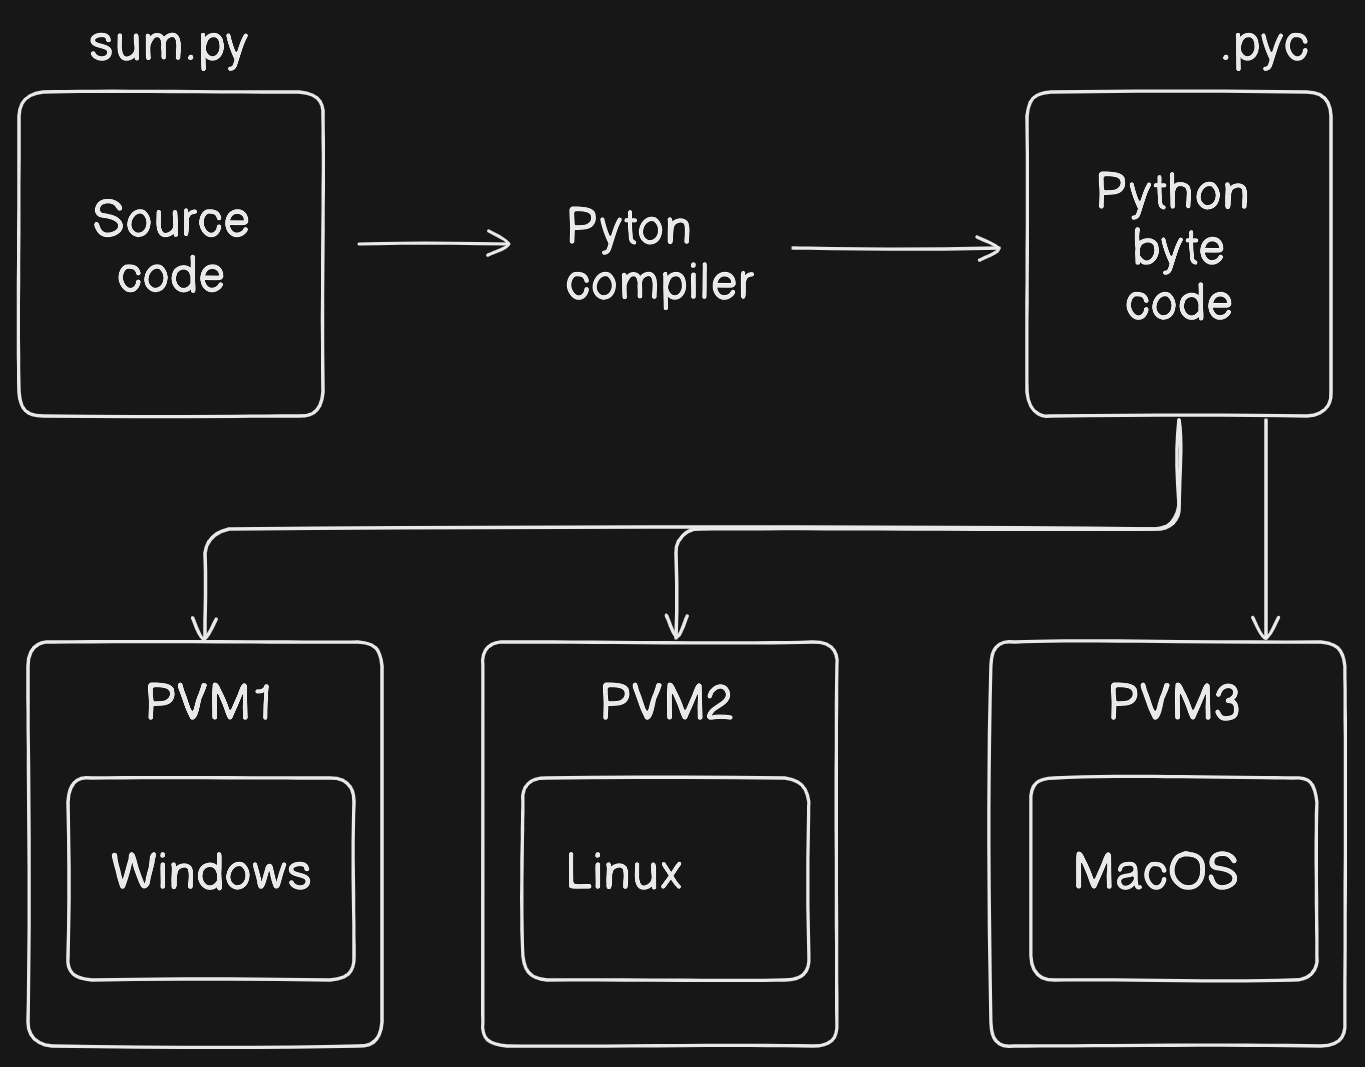 sum.py
.pyc
Source
code
Pyton
compiler
Python
byte
code
PVM1
PVM2
PVM3
Windows
Linux
MacOS